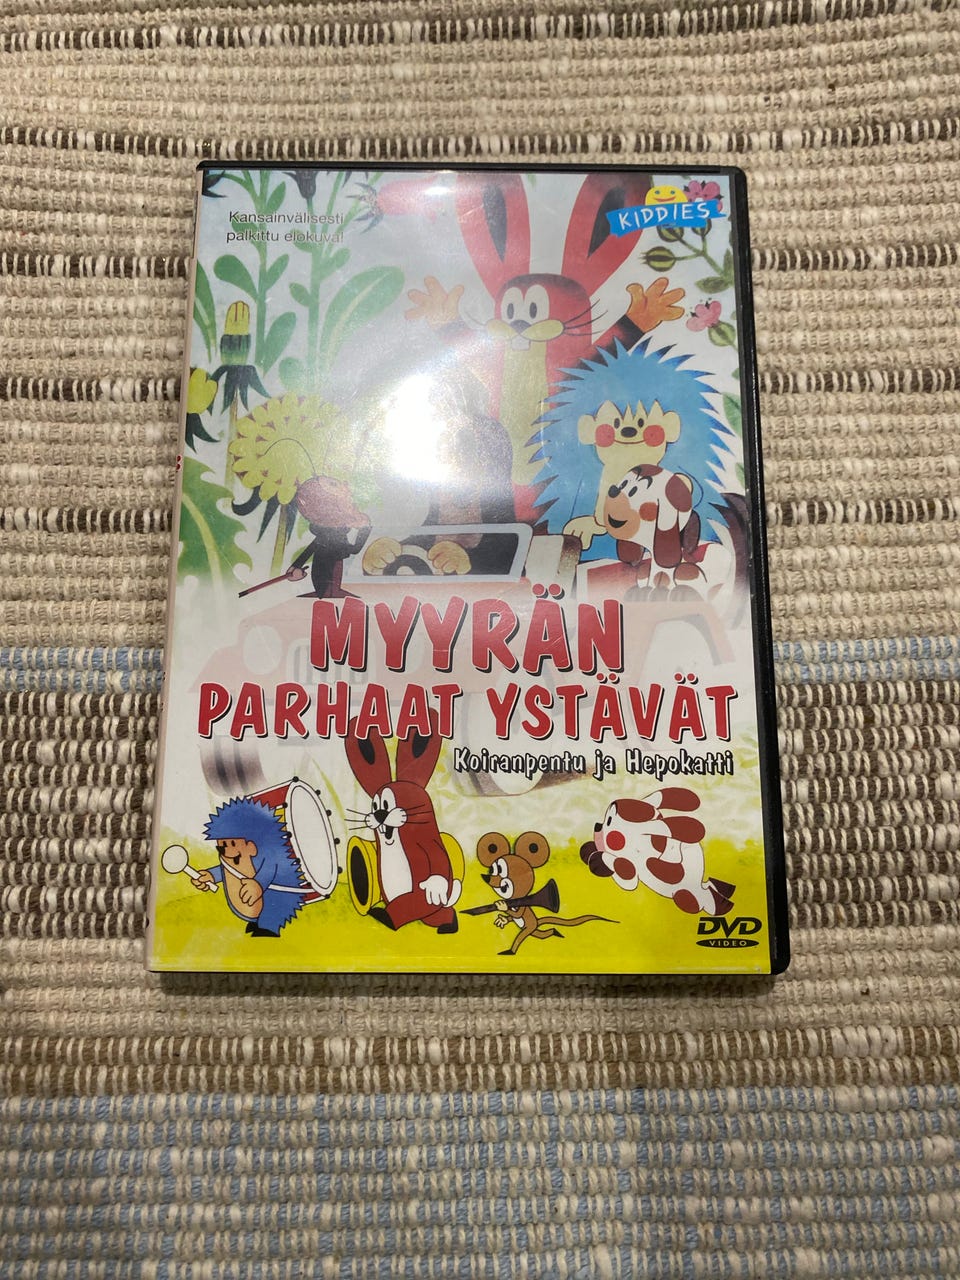 Kansainvälisesti
palkittu elokuva!
KIDDIES
MYYRÄN
PARHAAT YSTÄVÄT
Koiranpentu ja Hepokatti
DVD
VIDEO